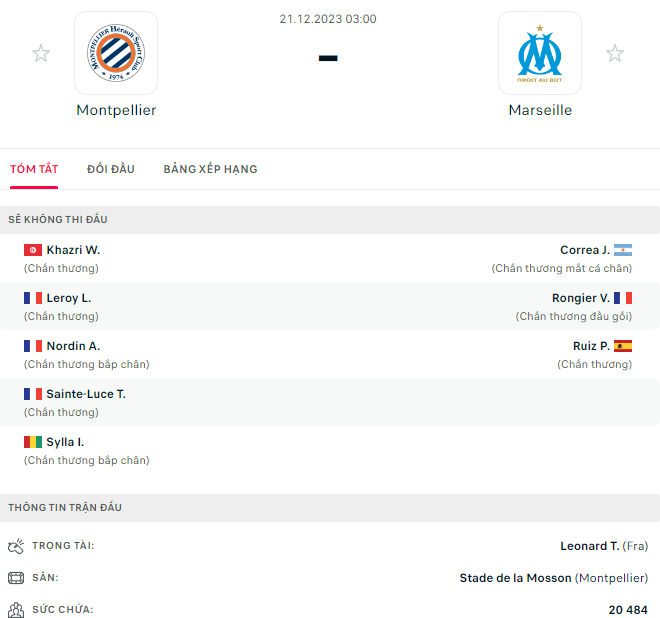 21.12.2023 03:00
MONTPELLIER Hérault Sport Club
1974
DROIT AU BUT
Montpellier
-
Marseille
TÓM TẮT ĐỐI ĐẦU BẢNG XẾP HẠNG
SẼ KHÔNG THI ĐẤU
Khazri W. Correa J.
(Chấn thương) (Chấn thương mắt cá chân)
Leroy L. Rongier V.
(Chấn thương) (Chấn thương đầu gối)
Nordin A. Ruiz P.
(Chấn thương bắp chân) (Chấn thương)
Sainte-Luce T.
(Chấn thương)
Sylla I.
(Chấn thương bắp chân)
THÔNG TIN TRẬN ĐẤU
TRỌNG TÀI: Leonard T. (Fra)
SÂN: Stade de la Mosson (Montpellier)
SỨC CHỨA: 20 484